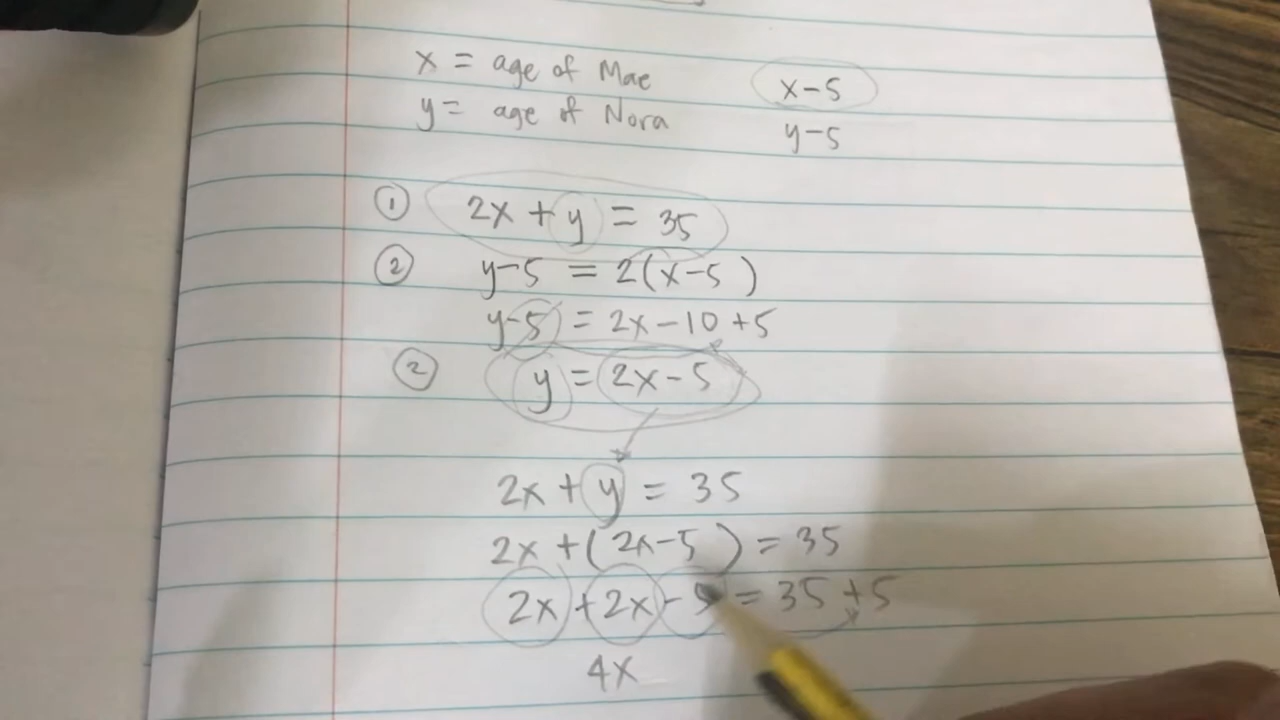 x = age of Mae
x-5
y = age of Nora
y-5
① 2x + y = 35
② y-5 = 2(x-5)
y-5 = 2x-10+5
② y = 2x-5
2x + y = 35
2x + (2x-5) = 35
2x + 2x - 5 = 35 + 5
4x